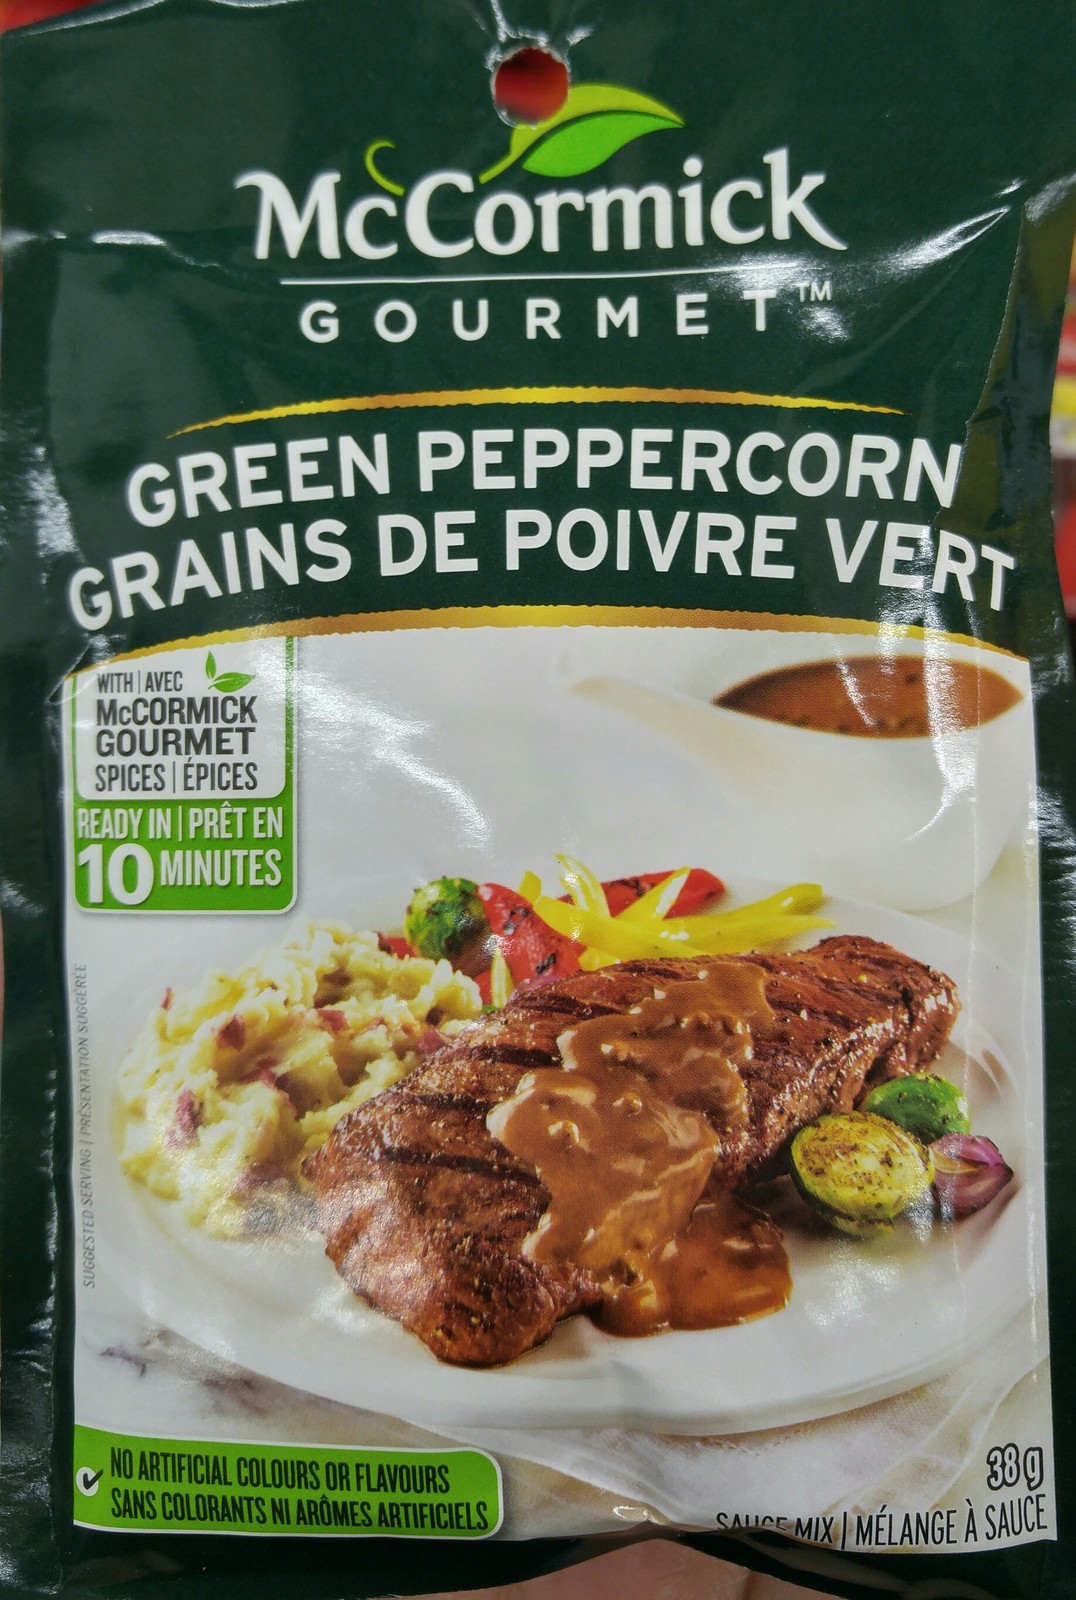 McCormick
GOURMET™
GREEN PEPPERCORN
GRAINS DE POIVRE VERT
WITH | AVEC
McCORMICK
GOURMET
SPICES | ÉPICES
READY IN | PRÊT EN
10 MINUTES
SUGGESTED SERVING | PRÉSENTATION SUGGÉRÉE
NO ARTIFICIAL COLOURS OR FLAVOURS
SANS COLORANTS NI ARÔMES ARTIFICIELS
38 g
SAUCE MIX | MÉLANGE À SAUCE